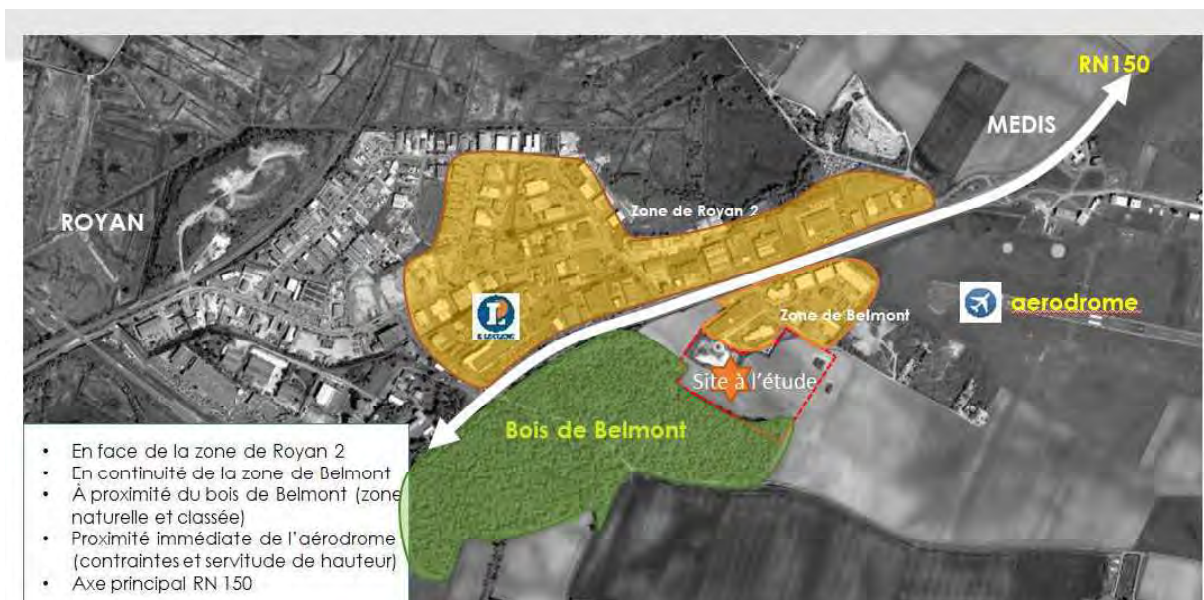 RN150
MEDIS
ROYAN
Zone de Royan 2
aerodrome
L
E.LECLERC
Zone de Belmont
Site à l'étude
Bois de Belmont
• En face de la zone de Royan 2
• En continuité de la zone de Belmont
• À proximité du bois de Belmont (zone
naturelle et classée)
• Proximité immédiate de l'aérodrome
(contraintes et servitude de hauteur)
• Axe principal RN 150